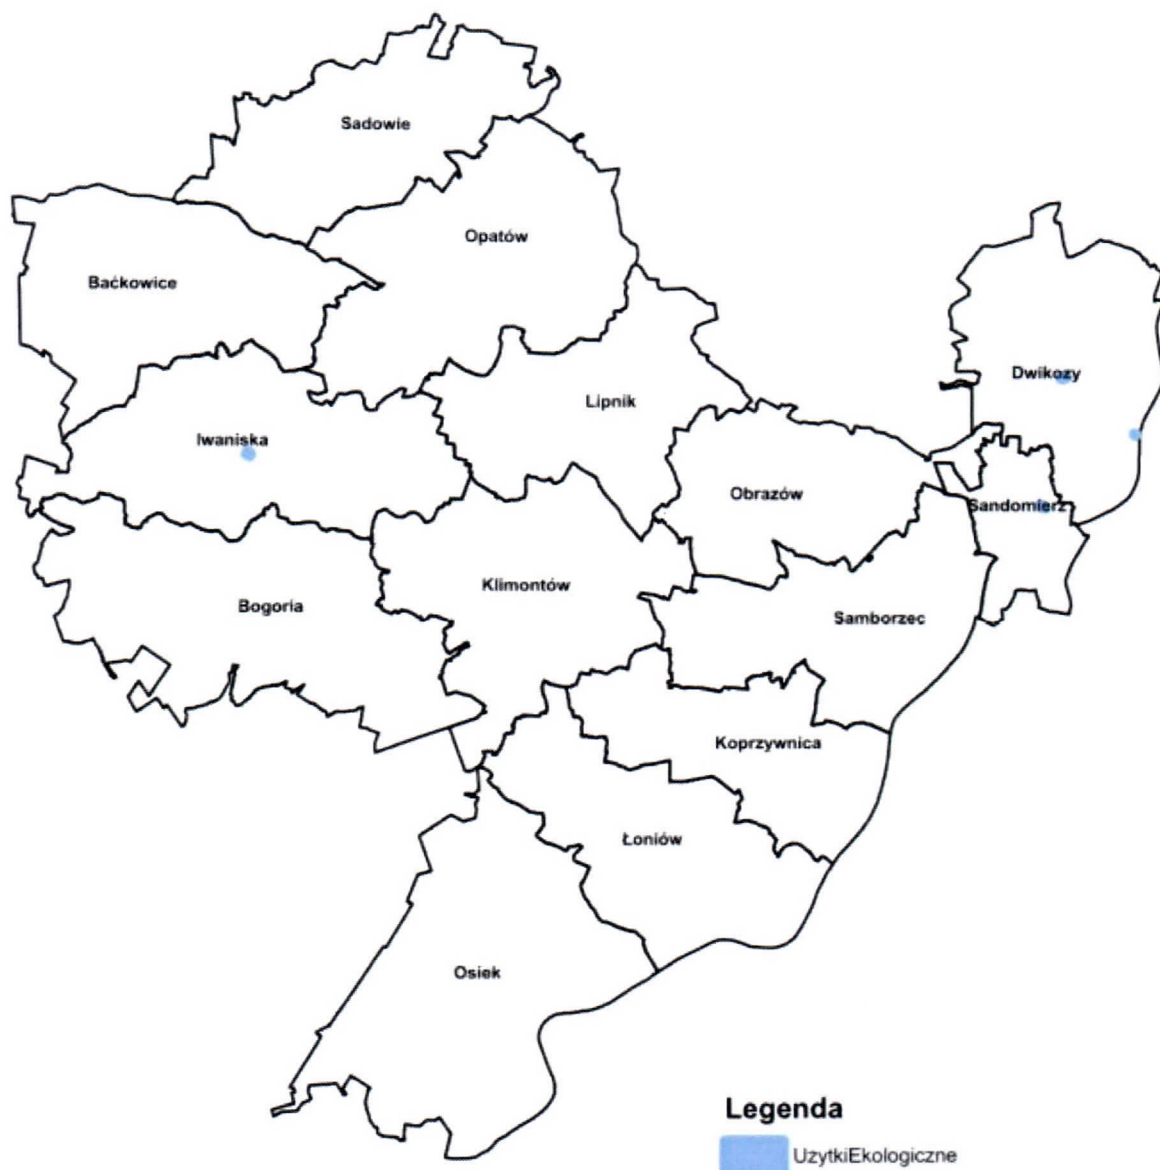 Sadowie
Opatów
Baćkowice
Dwikozy
Lipnik
Iwaniska
Obrazów
Sandomierz
Klimontów
Bogoria
Samborzec
Koprzywnica
Łoniów
Osiek
Legenda
UzytkiEkologiczne